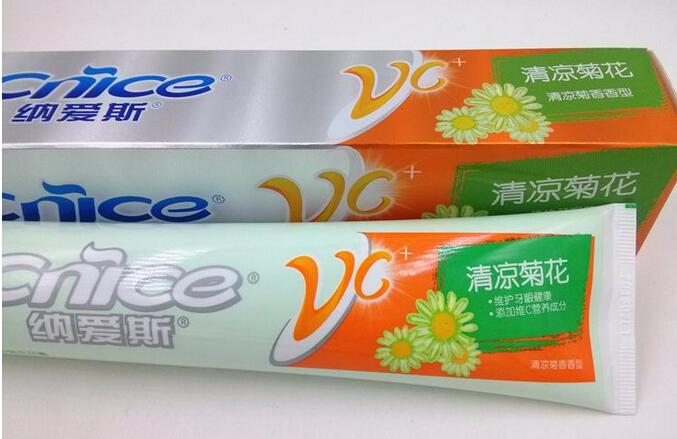 Cnice®
纳爱斯®
VC+
清凉菊花
清凉菊香香型
cnice®
VC+
清凉菊花
Cnice®
纳爱斯®
VC+
清凉菊花
·维护牙龈健康
·添加维C营养成分
清凉菊香香型